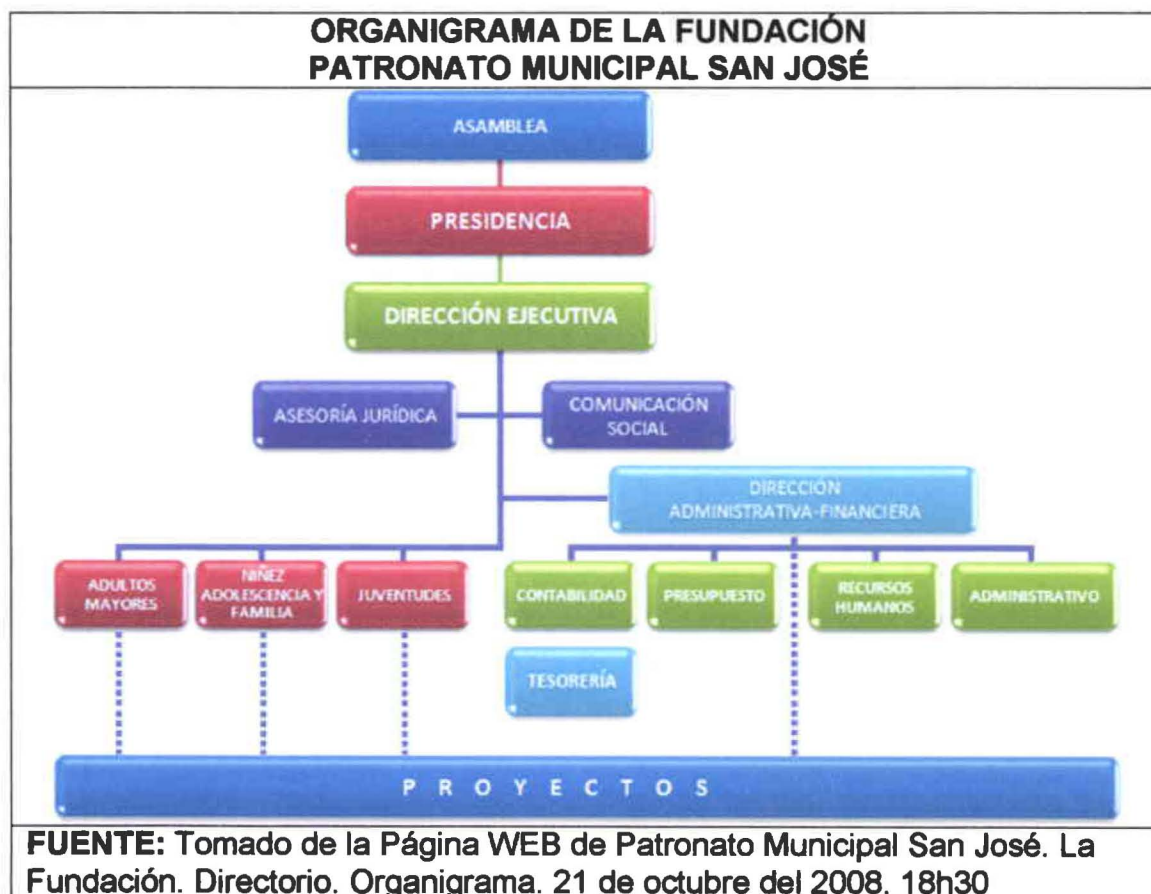 ORGANIGRAMA DE LA FUNDACIÓN
PATRONATO MUNICIPAL SAN JOSÉ
ASAMBLEA
PRESIDENCIA
DIRECCIÓN EJECUTIVA
ASESORÍA JURÍDICA
COMUNICACIÓN
SOCIAL
DIRECCIÓN
ADMINISTRATIVA-FINANCIERA
ADULTOS
MAYORES
NIÑEZ
ADOLESCENCIA Y
FAMILIA
JUVENTUDES
CONTABILIDAD
PRESUPUESTO
RECURSOS
HUMANOS
ADMINISTRATIVO
TESORERÍA
P R O Y E C T O S
FUENTE: Tomado de la Página WEB de Patronato Municipal San José. La
Fundación. Directorio. Organigrama. 21 de octubre del 2008. 18h30